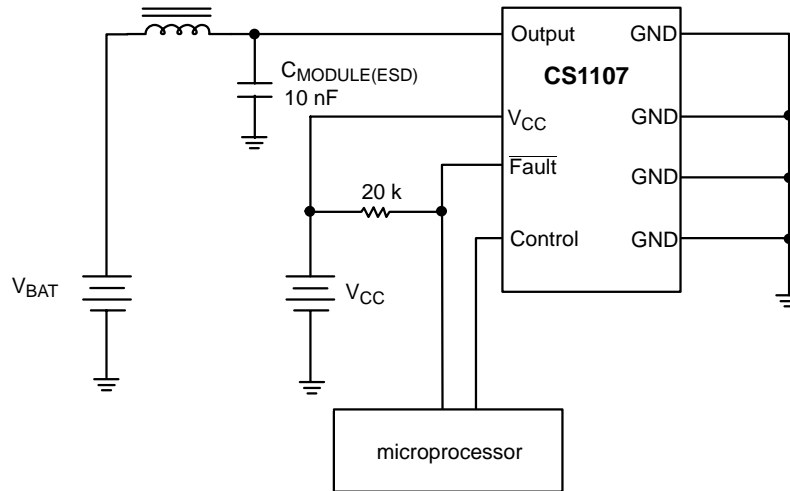 Output GND
CS1107
CMODULE(ESD)
10 nF
VCC GND
Fault
20 k GND
Control GND
VBAT VCC
microprocessor